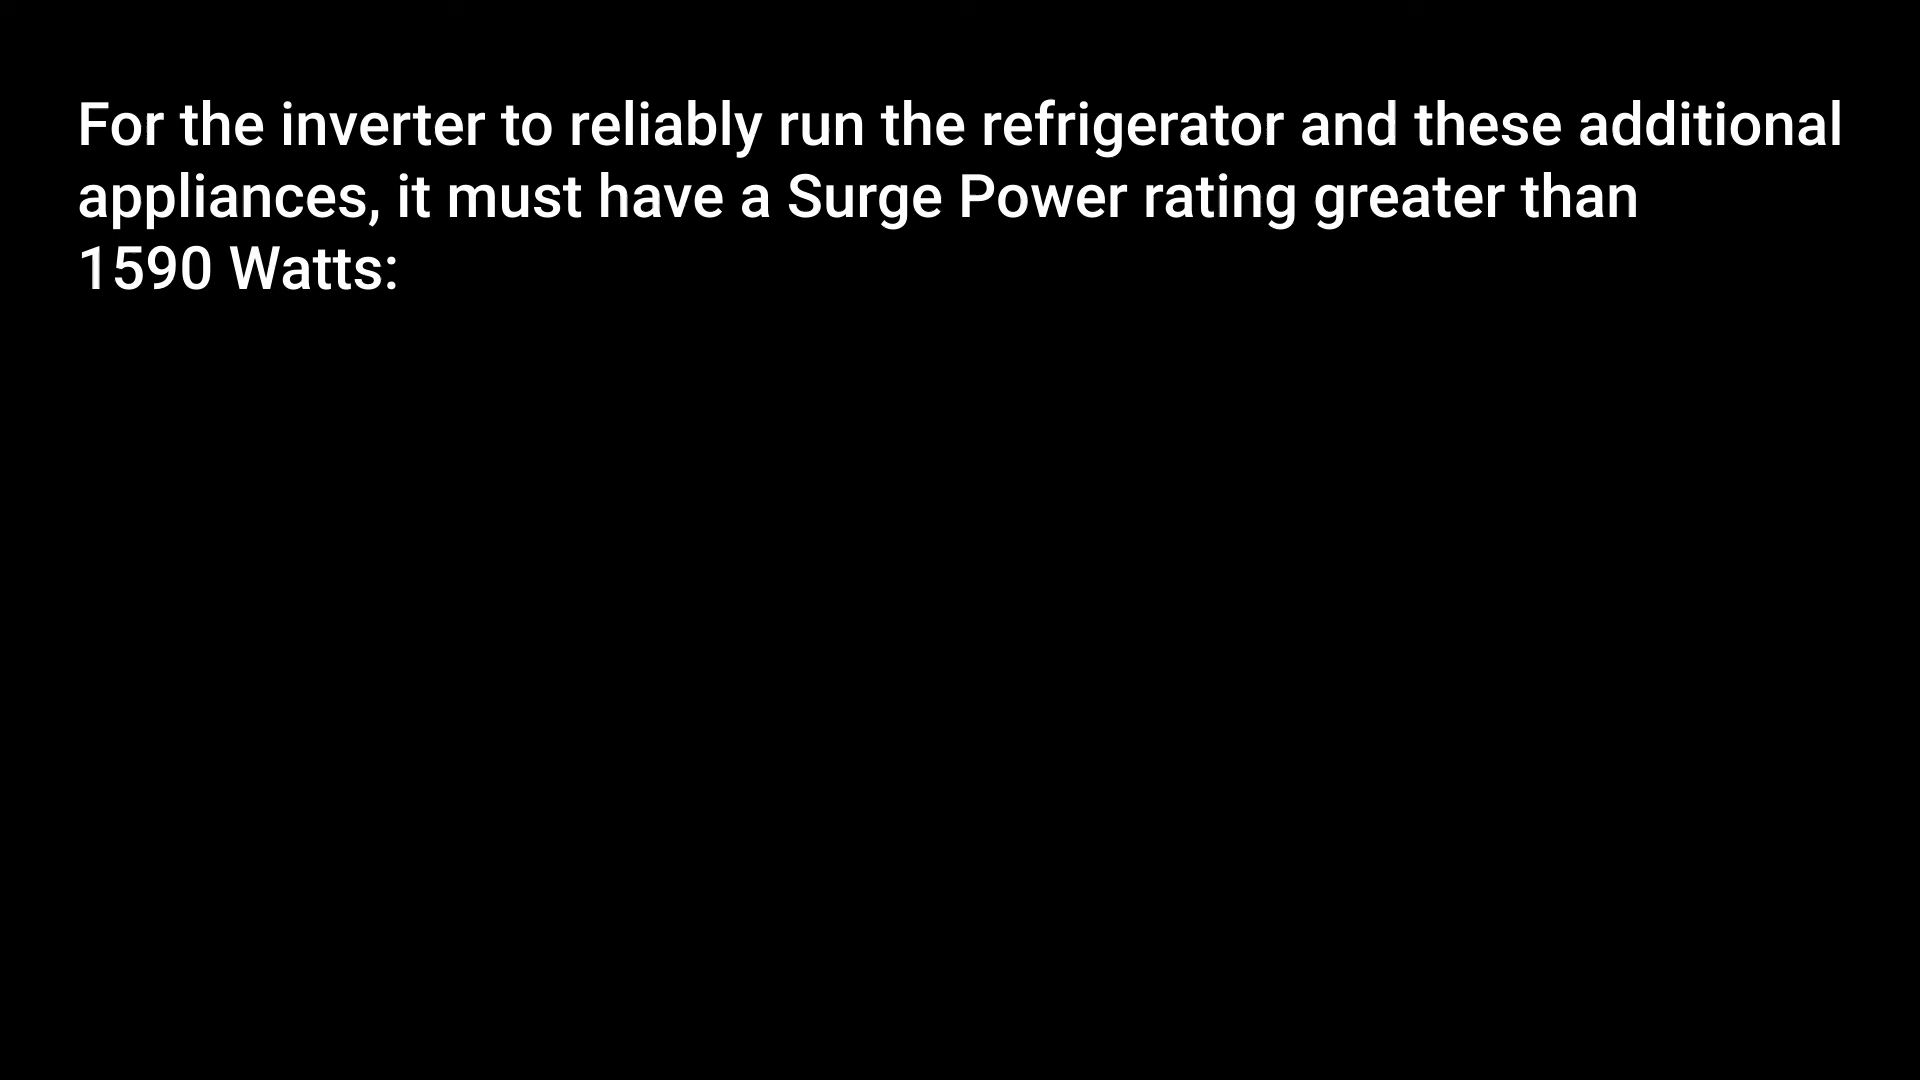 For the inverter to reliably run the refrigerator and these additional
appliances, it must have a Surge Power rating greater than
1590 Watts: